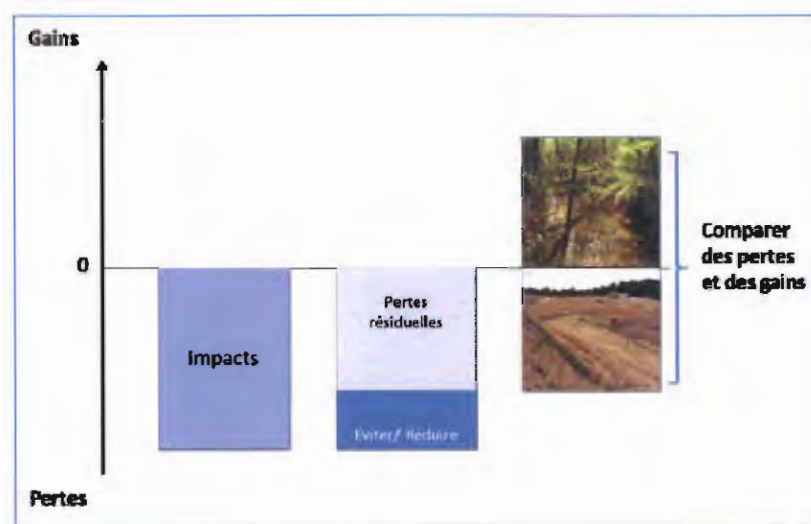 Gains
0
Impacts
Pertes
résiduelles
Eviter/ Réduire
Comparer
des pertes
et des gains
Pertes